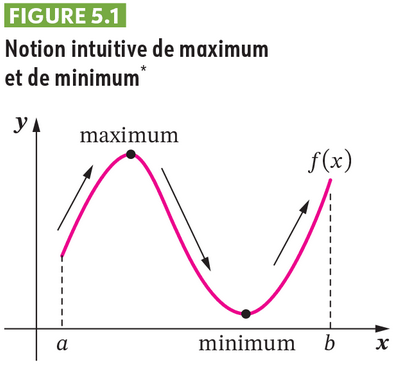 FIGURE 5.1
Notion intuitive de maximum
et de minimum*
y
maximum
f(x)
a
minimum
b
x